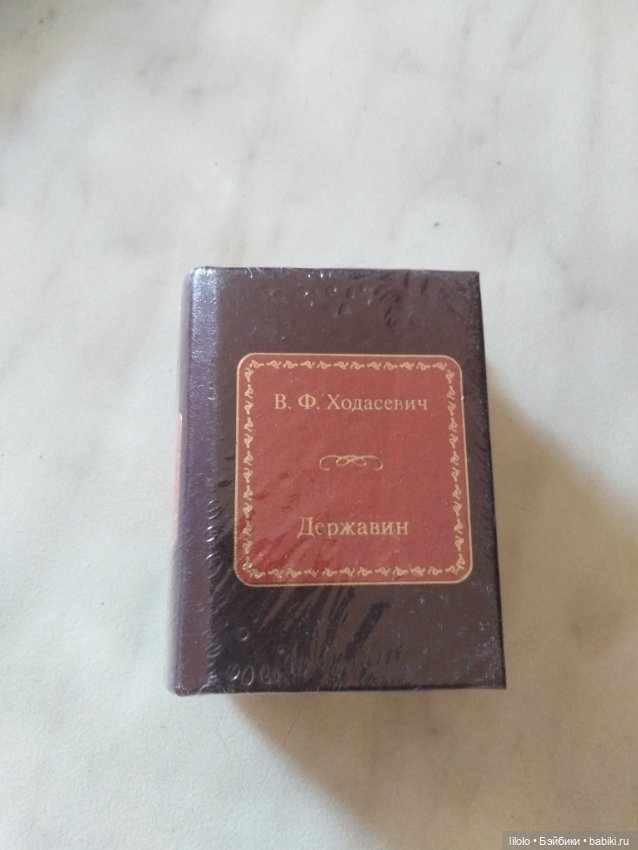 В. Ф. Ходасевич
Державин
lilolo • Бэйбики • babiki.ru